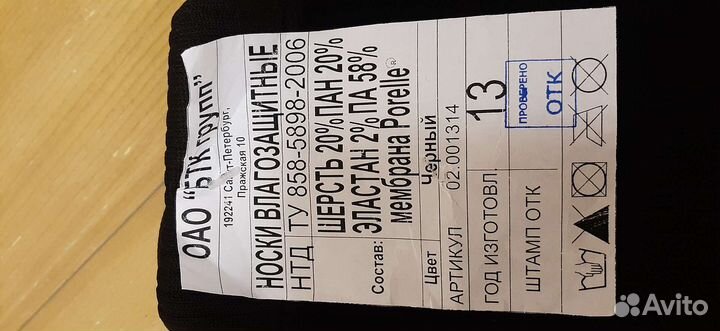 ОАО "БТК групп"
192241 Санкт-Петербург,
Пражская 10
НОСКИ ВЛАГОЗАЩИТНЫЕ
НТД ТУ 858-5898-2006
Состав: ШЕРСТЬ 20% ПАН 20%
ЭЛАСТАН 2% ПА 58%
мембрана Porelle®
Цвет Черный
АРТИКУЛ 02.001314
ГОД ИЗГОТОВЛ. 13
ШТАМП ОТК
ПРОВЕРЕНО
ОТК
Avito